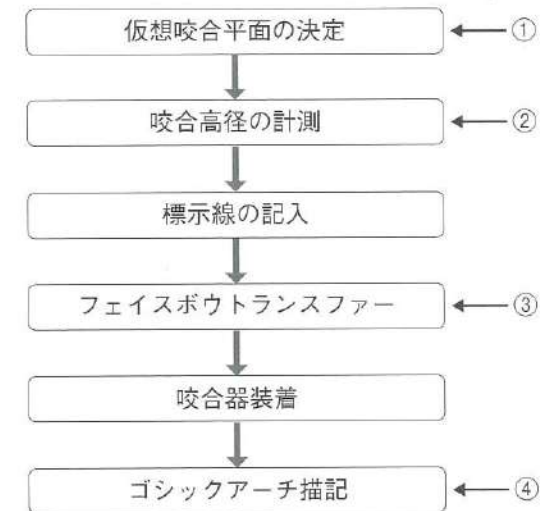 仮想咬合平面の決定 ①
咬合高径の計測 ②
標示線の記入
フェイスボウトランスファー ③
咬合器装着
ゴシックアーチ描記 ④